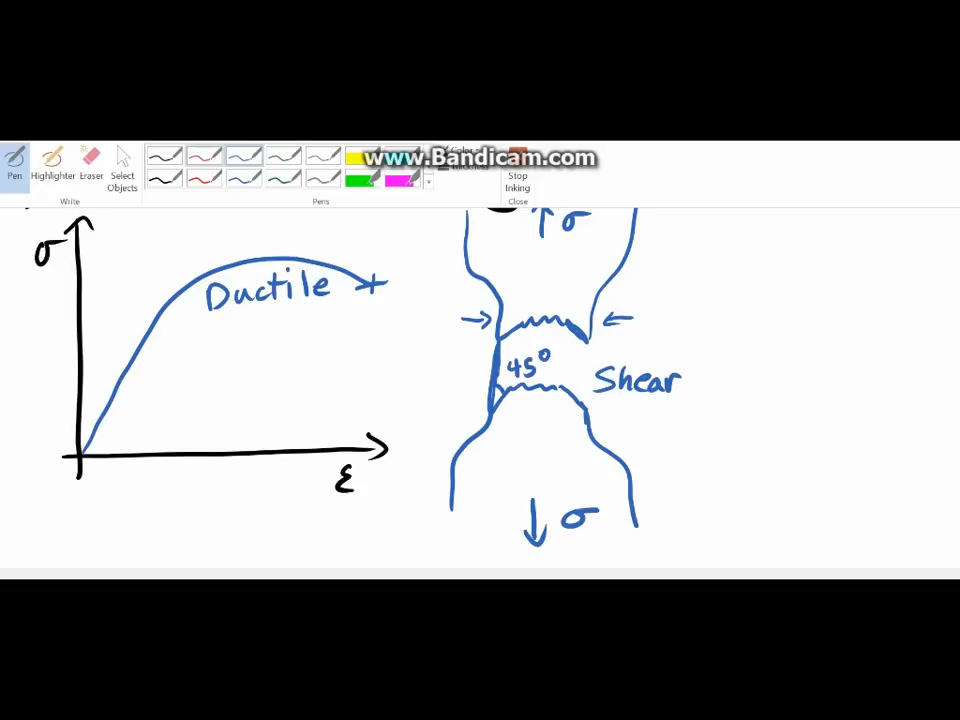 www.Bandicam.com
Pen
Highlighter
Eraser
Select
Objects
Stop
Inking
Write
Pens
Close
σ
Ductile
ε
↑ σ
45°
Shear
↓ σ